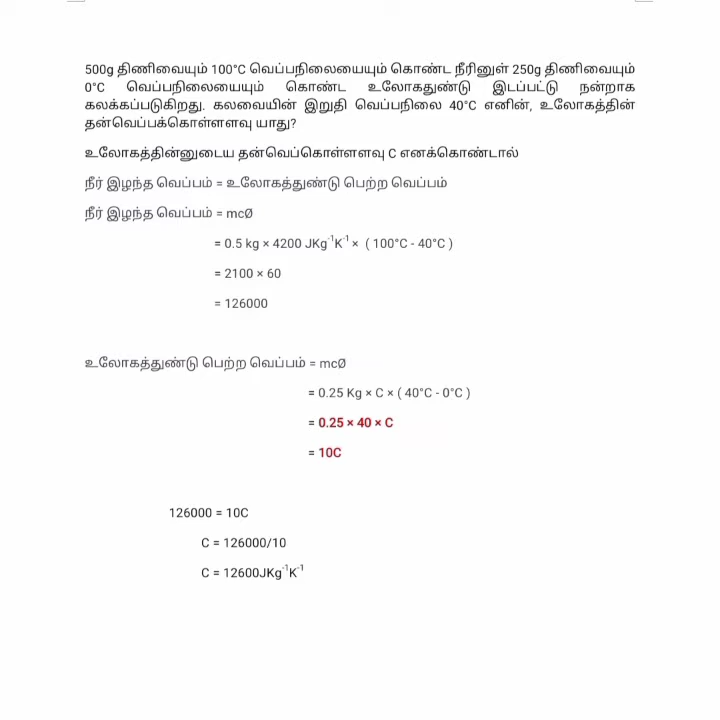 500g திணிவையும் 100°C வெப்பநிலையையும் கொண்ட நீரினுள் 250g திணிவையும்
0°C வெப்பநிலையையும் கொண்ட உலோகதுண்டு இடப்பட்டு நன்றாக
கலக்கப்படுகிறது. கலவையின் இறுதி வெப்பநிலை 40°C எனின், உலோகத்தின்
தன்வெப்பக்கொள்ளளவு யாது?
உலோகத்தின்னுடைய தன்வெப்கொள்ளளவு C எனக்கொண்டால்
நீர் இழந்த வெப்பம் = உலோகத்துண்டு பெற்ற வெப்பம்
நீர் இழந்த வெப்பம் = mcØ
= 0.5 kg × 4200 JKg⁻¹K⁻¹ × ( 100°C - 40°C )
= 2100 × 60
= 126000
உலோகத்துண்டு பெற்ற வெப்பம் = mcØ
= 0.25 Kg × C × ( 40°C - 0°C )
= 0.25 × 40 × C
= 10C
126000 = 10C
C = 126000/10
C = 12600JKg⁻¹K⁻¹